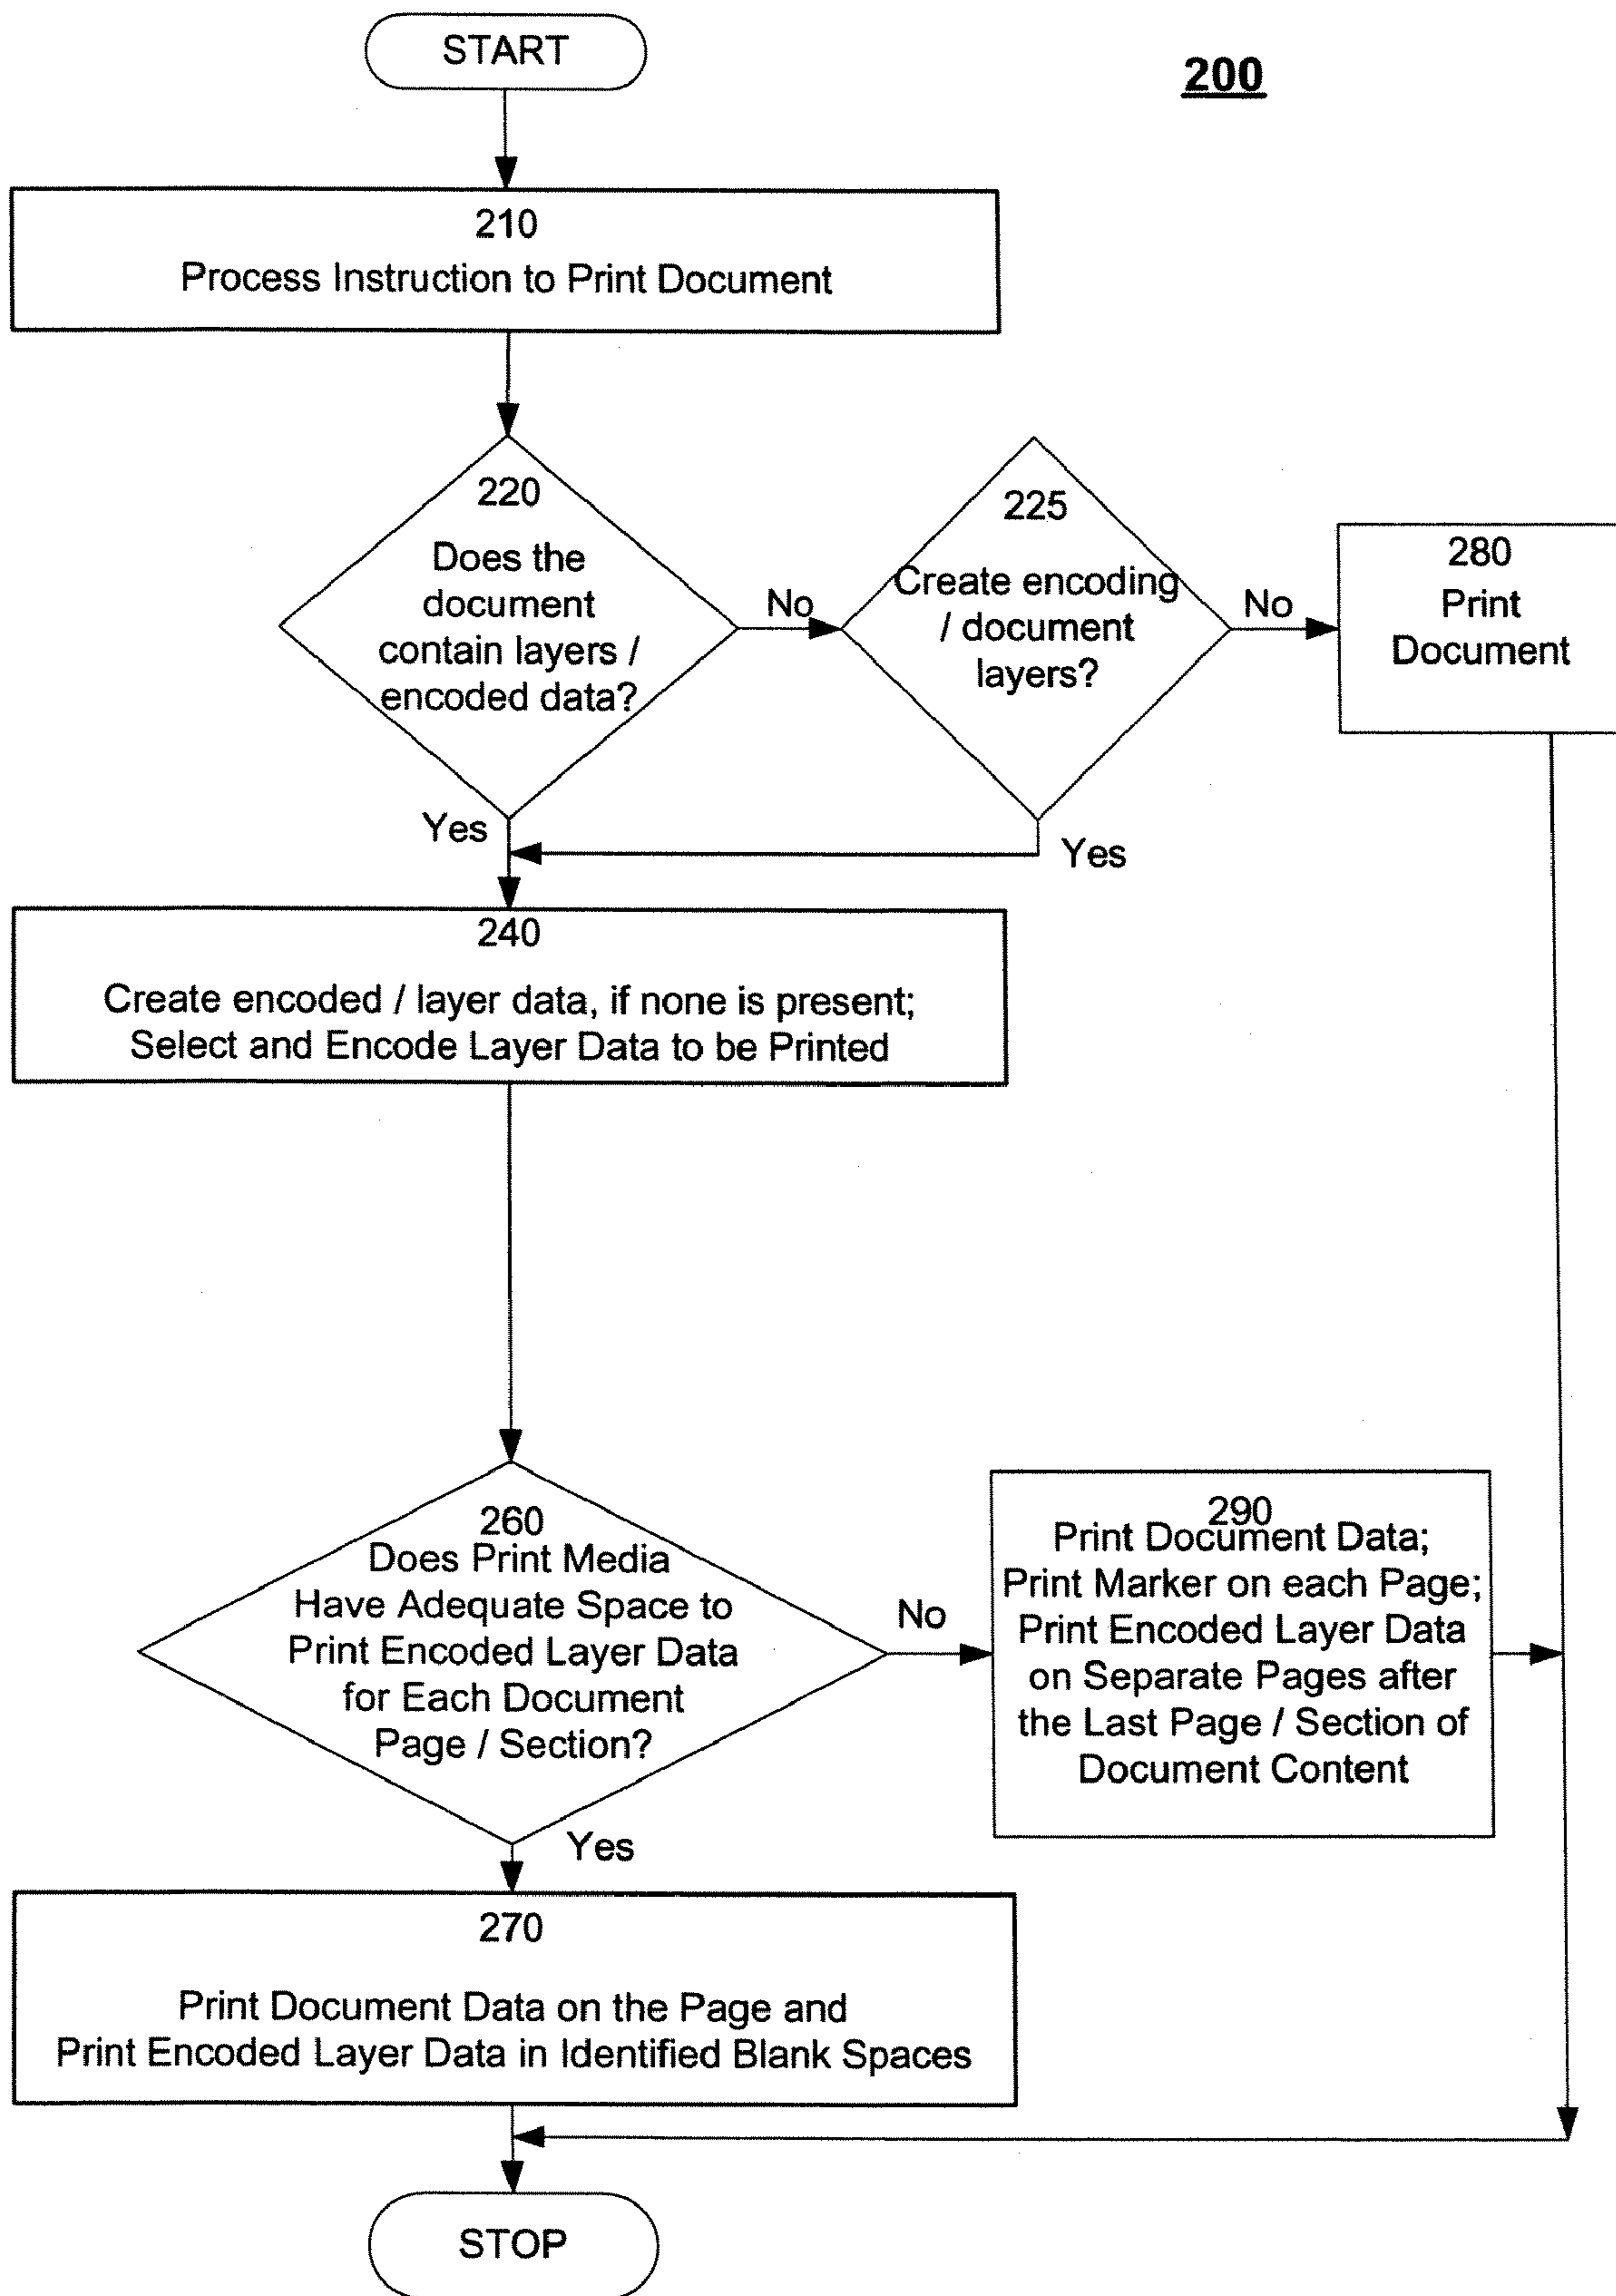 START
200
210
Process Instruction to Print Document
220
Does the
document
contain layers /
encoded data?
No
225
Create encoding
/ document
layers?
No
280
Print
Document
Yes
Yes
240
Create encoded / layer data, if none is present;
Select and Encode Layer Data to be Printed
260
Does Print Media
Have Adequate Space to
Print Encoded Layer Data
for Each Document
Page / Section?
No
290
Print Document Data;
Print Marker on each Page;
Print Encoded Layer Data
on Separate Pages after
the Last Page / Section of
Document Content
Yes
270
Print Document Data on the Page and
Print Encoded Layer Data in Identified Blank Spaces
STOP